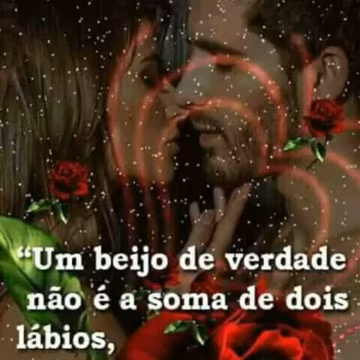 “Um beijo de verdade
não é a soma de dois
lábios,